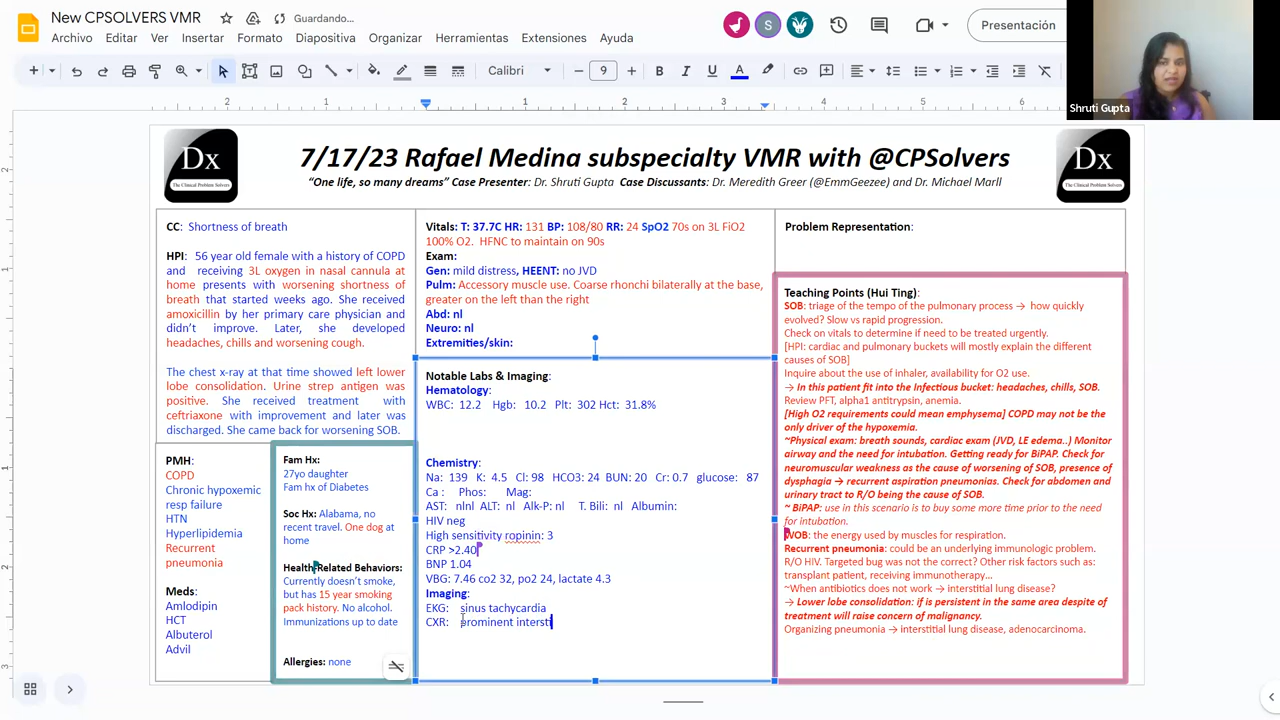 New CPSOLVERS VMR
Guardando...
Archivo Editar Ver Insertar Formato Diapositiva Organizar Herramientas Extensiones Ayuda
S
Presentación
Calibri
9
B I U A
Shruti Gupta
2 1 1 2 3 4 5 6
2
1
1
2
3
Dx
The Clinical Problem Solvers
7/17/23 Rafael Medina subspecialty VMR with @CPSolvers
"One life, so many dreams" Case Presenter: Dr. Shruti Gupta Case Discussants: Dr. Meredith Greer (@EmmGeezee) and Dr. Michael Marll
Dx
The Clinical Problem Solvers
CC: Shortness of breath
HPI: 56 year old female with a history of COPD
and receiving 3L oxygen in nasal cannula at
home presents with worsening shortness of
breath that started weeks ago. She received
amoxicillin by her primary care physician and
didn't improve. Later, she developed
headaches, chills and worsening cough.
The chest x-ray at that time showed left lower
lobe consolidation. Urine strep antigen was
positive. She received treatment with
ceftriaxone with improvement and later was
discharged. She came back for worsening SOB.
PMH:
COPD
Chronic hypoxemic
resp failure
HTN
Hyperlipidemia
Recurrent
pneumonia
Meds:
Amlodipin
HCT
Albuterol
Advil
Fam Hx:
27yo daughter
Fam hx of Diabetes
Soc Hx: Alabama, no
recent travel. One dog at
home
Health-Related Behaviors:
Currently doesn't smoke,
but has 15 year smoking
pack history. No alcohol.
Immunizations up to date
Allergies: none
Vitals: T: 37.7C HR: 131 BP: 108/80 RR: 24 SpO2 70s on 3L FiO2
100% O2. HFNC to maintain on 90s
Exam:
Gen: mild distress, HEENT: no JVD
Pulm: Accessory muscle use. Coarse rhonchi bilaterally at the base,
greater on the left than the right
Abd: nl
Neuro: nl
Extremities/skin:
Notable Labs & Imaging:
Hematology:
WBC: 12.2 Hgb: 10.2 Plt: 302 Hct: 31.8%
Chemistry:
Na: 139 K: 4.5 Cl: 98 HCO3: 24 BUN: 20 Cr: 0.7 glucose: 87
Ca : Phos: Mag:
AST: nlnl ALT: nl Alk-P: nl T. Bili: nl Albumin:
HIV neg
High sensitivity ropinin: 3
CRP >2.40
BNP 1.04
VBG: 7.46 co2 32, po2 24, lactate 4.3
Imaging:
EKG: sinus tachycardia
CXR: prominent intersti
Problem Representation:
Teaching Points (Hui Ting):
SOB: triage of the tempo of the pulmonary process → how quickly
evolved? Slow vs rapid progression.
Check on vitals to determine if need to be treated urgently.
[HPI: cardiac and pulmonary buckets will mostly explain the different
causes of SOB]
Inquire about the use of inhaler, availability for O2 use.
→ In this patient fit into the Infectious bucket: headaches, chills, SOB.
Review PFT, alpha1 antitrypsin, anemia.
[High O2 requirements could mean emphysema] COPD may not be the
only driver of the hypoxemia.
~Physical exam: breath sounds, cardiac exam (JVD, LE edema..) Monitor
airway and the need for intubation. Getting ready for BiPAP. Check for
neuromuscular weakness as the cause of worsening of SOB, presence of
dysphagia → recurrent aspiration pneumonias. Check for abdomen and
urinary tract to R/O being the cause of SOB.
~ BiPAP: use in this scenario is to buy some more time prior to the need
for intubation.
WOB: the energy used by muscles for respiration.
Recurrent pneumonia: could be an underlying immunologic problem.
R/O HIV. Targeted bug was not the correct? Other risk factors such as:
transplant patient, receiving immunotherapy...
~When antibiotics does not work → interstitial lung disease?
→ Lower lobe consolidation: if is persistent in the same area despite of
treatment will raise concern of malignancy.
Organizing pneumonia → interstitial lung disease, adenocarcinoma.